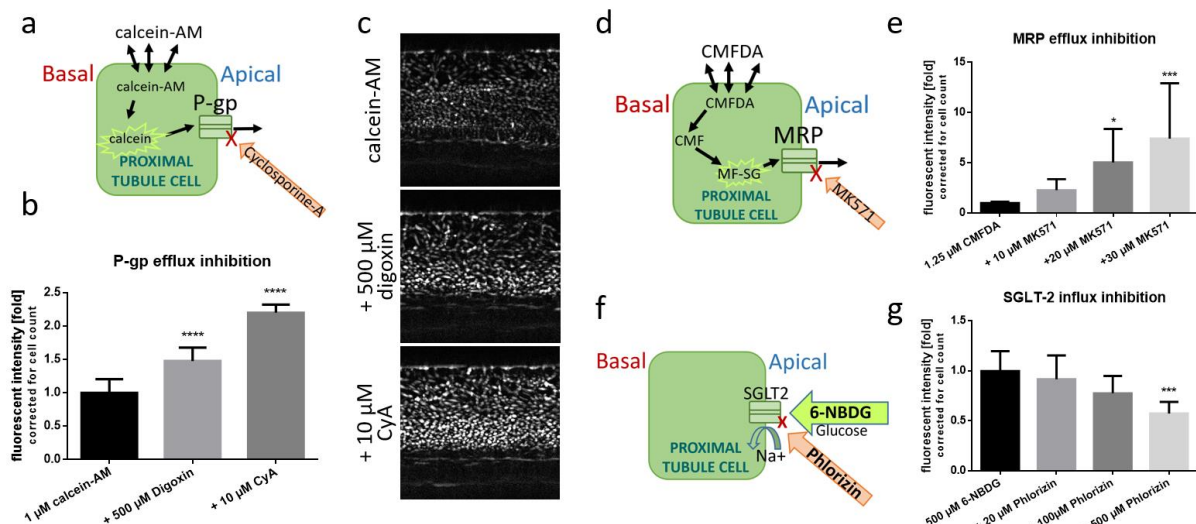 a
calcein-AM
Basal
Apical
calcein-AM
P-gp
calcein
X
PROXIMAL
TUBULE CELL
Cyclosporine-A
b
P-gp efflux inhibition
fluorescent intensity [fold]
corrected for cell count
2.5
2.0
1.5
1.0
0.5
0.0
****
****
1 µM calcein-AM
+ 500 µM Digoxin
+ 10 µM CyA
c
calcein-AM
+ 500 µM
digoxin
+ 10 µM
CyA
d
CMFDA
Basal
Apical
CMFDA
MRP
CMF
MF-SG
X
PROXIMAL
TUBULE CELL
MK571
e
MRP efflux inhibition
fluorescent intensity [fold]
corrected for cell count
15
10
5
0
*
***
1.25 µM CMFDA
+ 10 µM MK571
+20 µM MK571
+30 µM MK571
f
Basal
Apical
SGLT2
6-NBDG
Glucose
x
PROXIMAL
TUBULE CELL
Na+
Phlorizin
g
SGLT-2 influx inhibition
fluorescent intensity [fold]
corrected for cell count
1.5
1.0
0.5
0.0
***
500 µM 6-NBDG
20 µM Phlorizin
100µM Phlorizin
500 µM Phlorizin